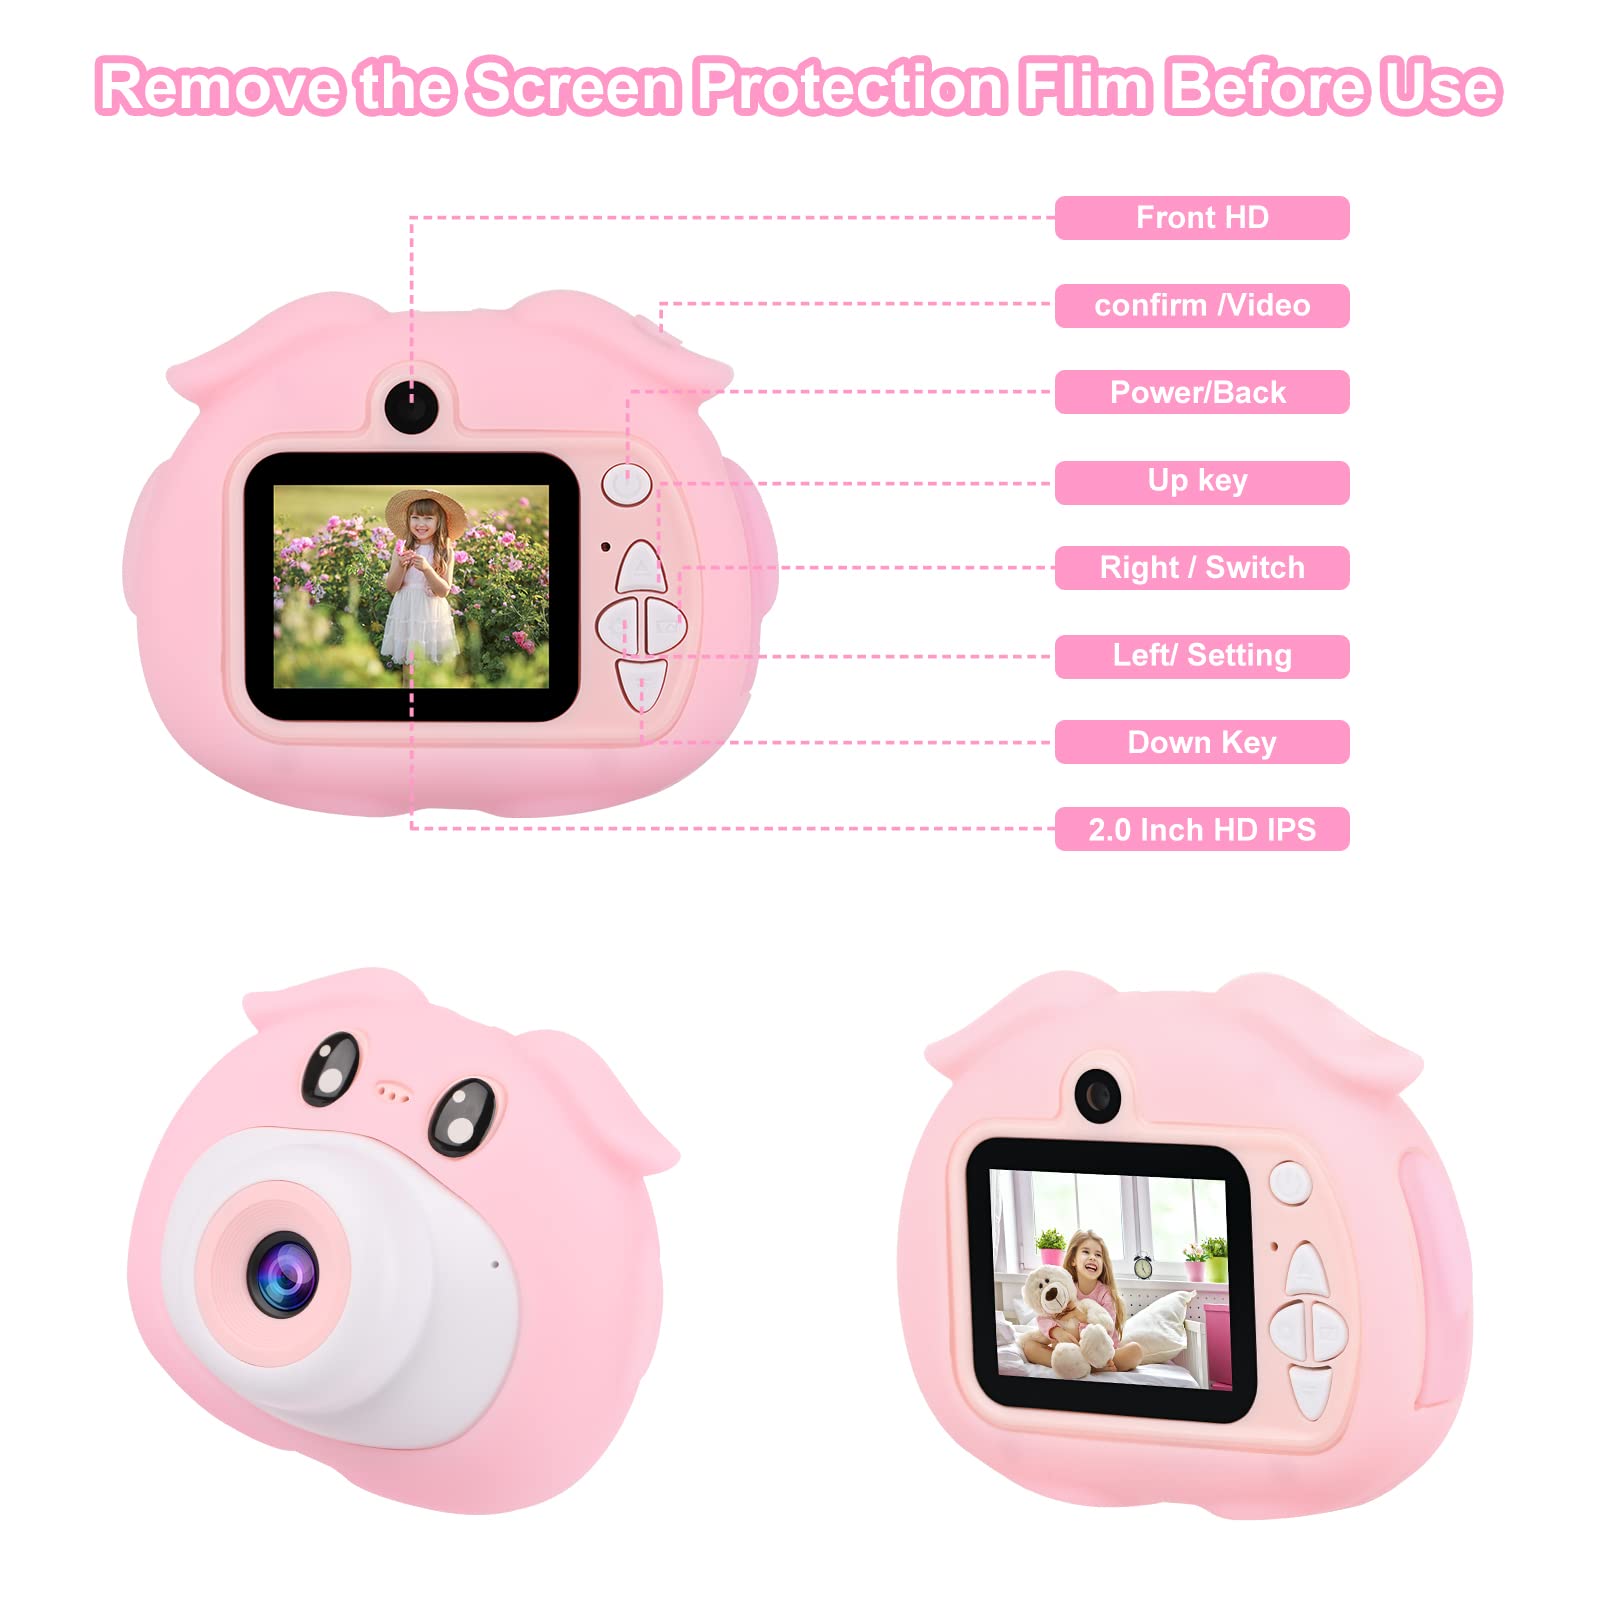 Remove the Screen Protection Flim Before Use
Front HD
confirm /Video
Power/Back
Up key
Right / Switch
Left/ Setting
Down Key
2.0 Inch HD IPS